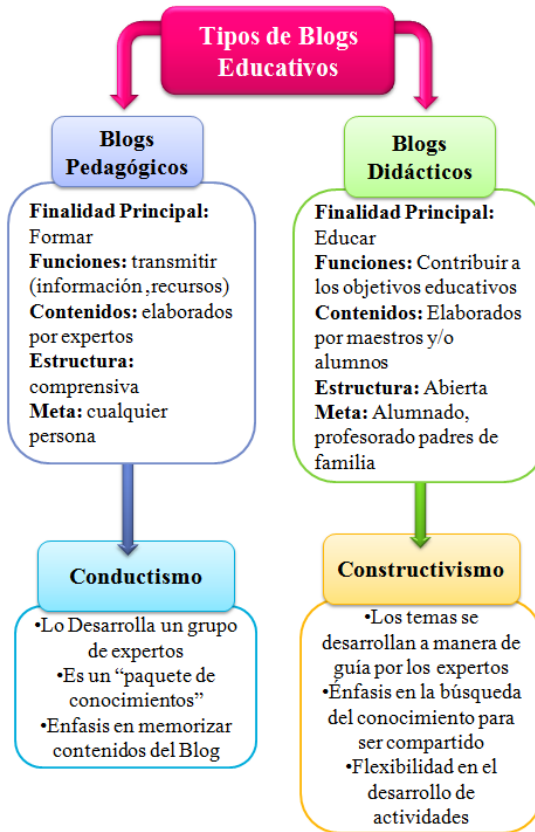 Tipos de Blogs
Educativos
Blogs
Pedagógicos
Finalidad Principal:
Formar
Funciones: transmitir
(información ,recursos)
Contenidos: elaborados
por expertos
Estructura:
comprensiva
Meta: cualquier
persona
Conductismo
•Lo Desarrolla un grupo
de expertos
•Es un “paquete de
conocimientos”
•Enfasis en memorizar
contenidos del Blog
Blogs
Didácticos
Finalidad Principal:
Educar
Funciones: Contribuir a
los objetivos educativos
Contenidos: Elaborados
por maestros y/o
alumnos
Estructura: Abierta
Meta: Alumnado,
profesorado padres de
familia
Constructivismo
•Los temas se
desarrollan a manera de
guía por los expertos
•Énfasis en la búsqueda
del conocimiento para
ser compartido
•Flexibilidad en el
desarrollo de
actividades